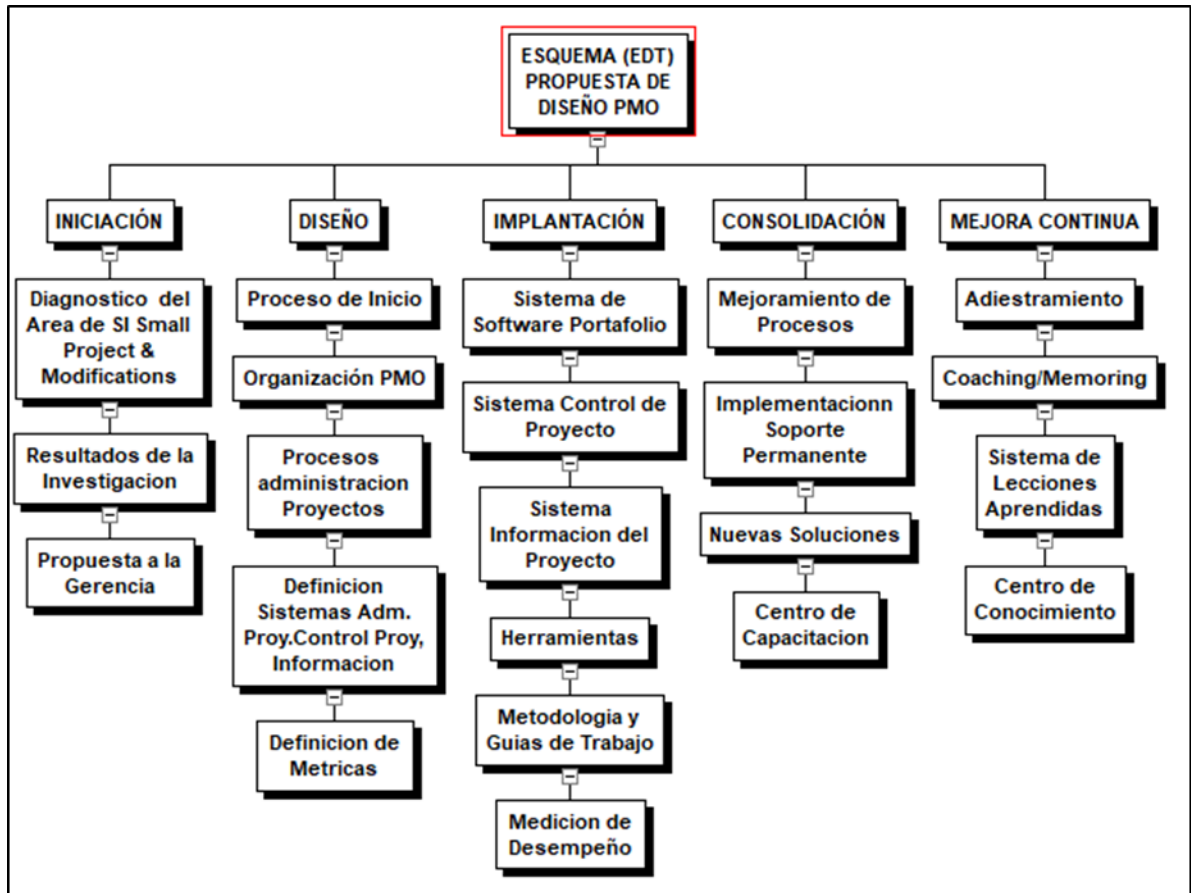 ESQUEMA (EDT)
PROPUESTA DE
DISEÑO PMO
INICIACIÓN
Diagnostico del
Area de SI Small
Project &
Modifications
Resultados de la
Investigacion
Propuesta a la
Gerencia
DISEÑO
Proceso de Inicio
Organización PMO
Procesos
administracion
Proyectos
Definicion
Sistemas Adm.
Proy.Control Proy,
Informacion
Definicion de
Metricas
IMPLANTACIÓN
Sistema de
Software Portafolio
Sistema Control de
Proyecto
Sistema
Informacion del
Proyecto
Herramientas
Metodologia y
Guias de Trabajo
Medicion de
Desempeño
CONSOLIDACIÓN
Mejoramiento de
Procesos
Implementacionn
Soporte
Permanente
Nuevas Soluciones
Centro de
Capacitacion
MEJORA CONTINUA
Adiestramiento
Coaching/Memoring
Sistema de
Lecciones
Aprendidas
Centro de
Conocimiento